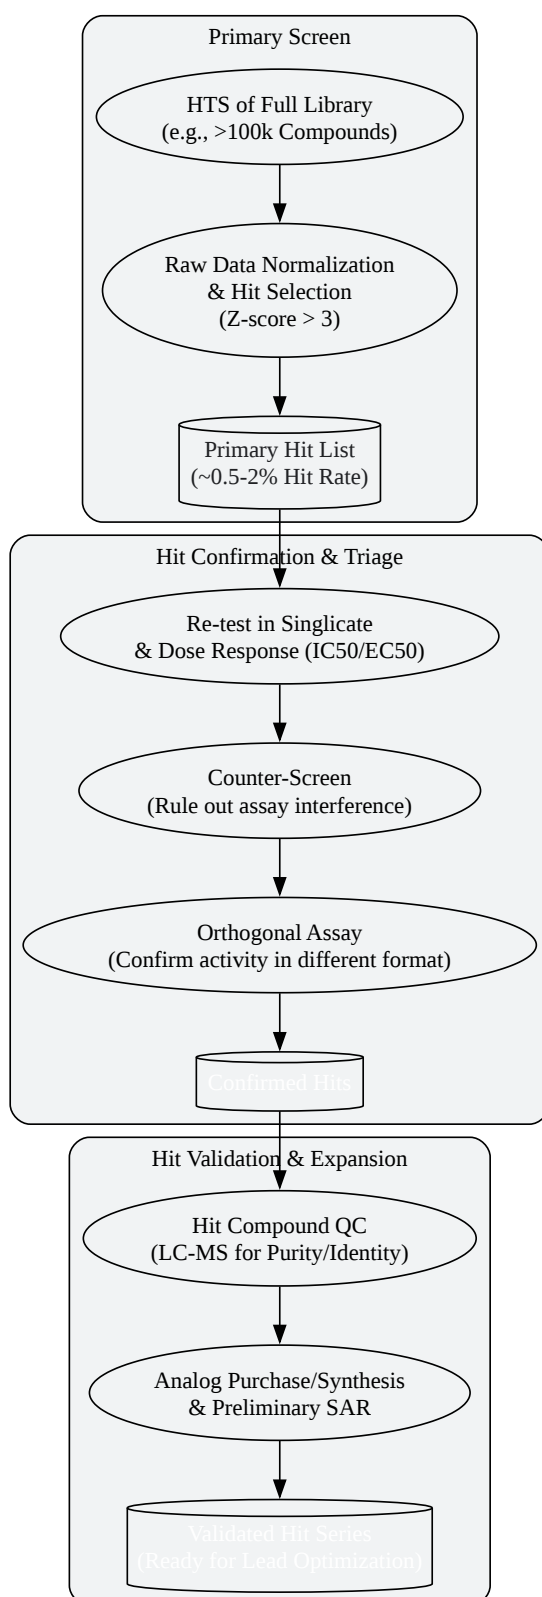 Primary Screen
HTS of Full Library
(e.g., >100k Compounds)
Raw Data Normalization
& Hit Selection
(Z-score > 3)
Primary Hit List
(~0.5-2% Hit Rate)
Hit Confirmation & Triage
Re-test in Singlicate
& Dose Response (IC50/EC50)
Counter-Screen
(Rule out assay interference)
Orthogonal Assay
(Confirm activity in different format)
Confirmed Hits
Hit Validation & Expansion
Hit Compound QC
(LC-MS for Purity/Identity)
Analog Purchase/Synthesis
& Preliminary SAR
Validated Hit Series
(Ready for Lead Optimization)